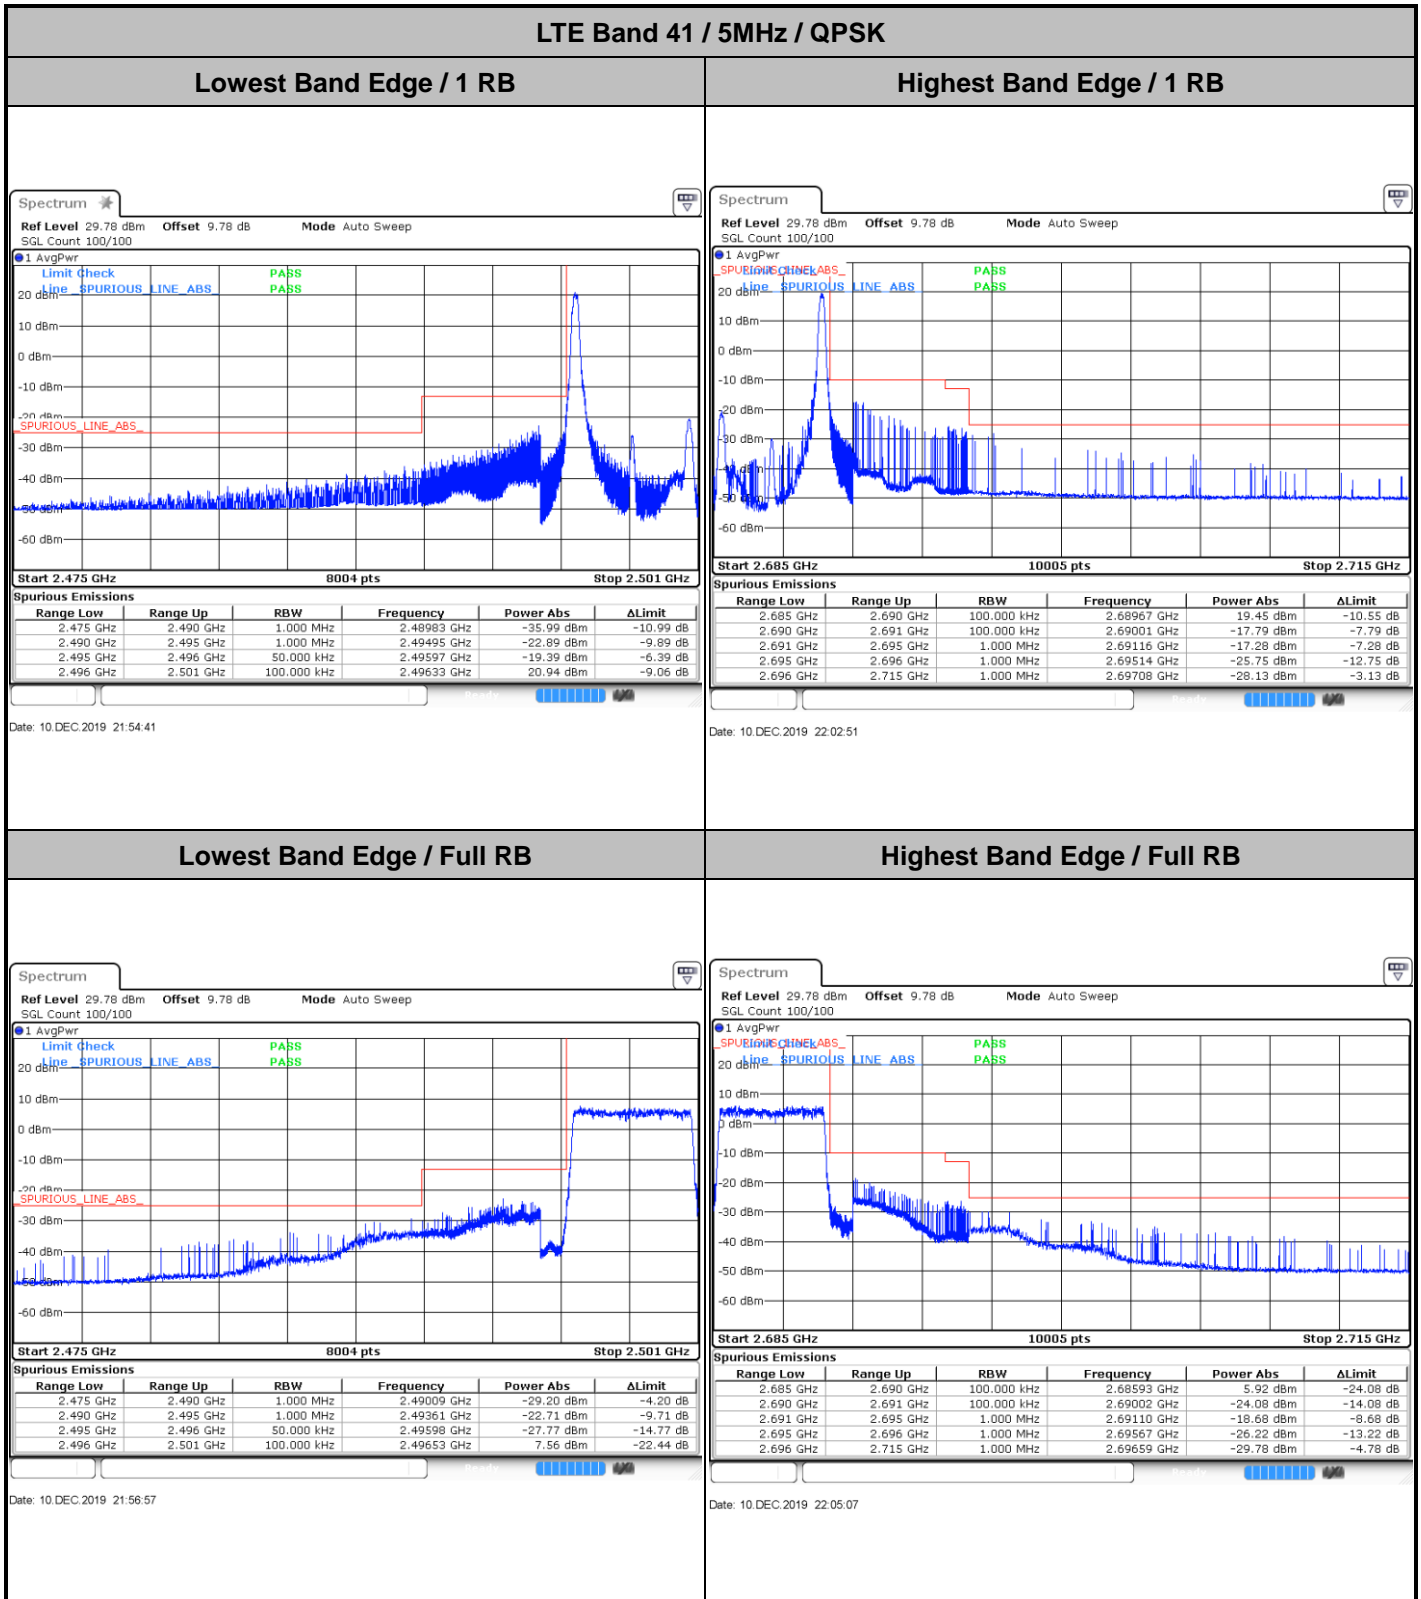 LTE Band 41 / 5MHz / QPSK
Lowest Band Edge / 1 RB
Highest Band Edge / 1 RB
Spectrum
Ref Level 29.78 dBm Offset 9.78 dB Mode Auto Sweep
SGL Count 100/100
1 AvgPwr
Limit Check PASS
Line _SPURIOUS_LINE_ABS_ PASS
20 dBm
10 dBm
0 dBm
-10 dBm
-20 dBm
_SPURIOUS_LINE_ABS_
-30 dBm
-40 dBm
-50 dBm
-60 dBm
Start 2.475 GHz 8004 pts Stop 2.501 GHz
Spurious Emissions
Range Low Range Up RBW Frequency Power Abs ΔLimit
2.475 GHz 2.490 GHz 1.000 MHz 2.48983 GHz -35.99 dBm -10.99 dB
2.490 GHz 2.495 GHz 1.000 MHz 2.49495 GHz -22.89 dBm -9.89 dB
2.495 GHz 2.496 GHz 50.000 kHz 2.49597 GHz -19.39 dBm -6.39 dB
2.496 GHz 2.501 GHz 100.000 kHz 2.49633 GHz 20.94 dBm -9.06 dB
Ready
Date: 10.DEC.2019 21:54:41
Spectrum
Ref Level 29.78 dBm Offset 9.78 dB Mode Auto Sweep
SGL Count 100/100
1 AvgPwr
_SPURIOUS_LINE_ABS_
Limit Check PASS
Line _SPURIOUS_LINE_ABS_ PASS
20 dBm
10 dBm
0 dBm
-10 dBm
-20 dBm
-30 dBm
-40 dBm
-50 dBm
-60 dBm
Start 2.685 GHz 10005 pts Stop 2.715 GHz
Spurious Emissions
Range Low Range Up RBW Frequency Power Abs ΔLimit
2.685 GHz 2.690 GHz 100.000 kHz 2.68967 GHz 19.45 dBm -10.55 dB
2.690 GHz 2.691 GHz 100.000 kHz 2.69001 GHz -17.79 dBm -7.79 dB
2.691 GHz 2.695 GHz 1.000 MHz 2.69116 GHz -17.28 dBm -7.28 dB
2.695 GHz 2.696 GHz 1.000 MHz 2.69514 GHz -25.75 dBm -12.75 dB
2.696 GHz 2.715 GHz 1.000 MHz 2.69708 GHz -28.13 dBm -3.13 dB
Ready
Date: 10.DEC.2019 22:02:51
Lowest Band Edge / Full RB
Highest Band Edge / Full RB
Spectrum
Ref Level 29.78 dBm Offset 9.78 dB Mode Auto Sweep
SGL Count 100/100
1 AvgPwr
Limit Check PASS
Line _SPURIOUS_LINE_ABS_ PASS
20 dBm
10 dBm
0 dBm
-10 dBm
-20 dBm
_SPURIOUS_LINE_ABS_
-30 dBm
-40 dBm
-50 dBm
-60 dBm
Start 2.475 GHz 8004 pts Stop 2.501 GHz
Spurious Emissions
Range Low Range Up RBW Frequency Power Abs ΔLimit
2.475 GHz 2.490 GHz 1.000 MHz 2.49009 GHz -29.20 dBm -4.20 dB
2.490 GHz 2.495 GHz 1.000 MHz 2.49361 GHz -22.71 dBm -9.71 dB
2.495 GHz 2.496 GHz 50.000 kHz 2.49598 GHz -27.77 dBm -14.77 dB
2.496 GHz 2.501 GHz 100.000 kHz 2.49653 GHz 7.56 dBm -22.44 dB
Ready
Date: 10.DEC.2019 21:56:57
Spectrum
Ref Level 29.78 dBm Offset 9.78 dB Mode Auto Sweep
SGL Count 100/100
1 AvgPwr
_SPURIOUS_LINE_ABS_
Limit Check PASS
Line _SPURIOUS_LINE_ABS_ PASS
20 dBm
10 dBm
0 dBm
-10 dBm
-20 dBm
-30 dBm
-40 dBm
-50 dBm
-60 dBm
Start 2.685 GHz 10005 pts Stop 2.715 GHz
Spurious Emissions
Range Low Range Up RBW Frequency Power Abs ΔLimit
2.685 GHz 2.690 GHz 100.000 kHz 2.68593 GHz 5.92 dBm -24.08 dB
2.690 GHz 2.691 GHz 100.000 kHz 2.69002 GHz -24.08 dBm -14.08 dB
2.691 GHz 2.695 GHz 1.000 MHz 2.69110 GHz -18.68 dBm -8.68 dB
2.695 GHz 2.696 GHz 1.000 MHz 2.69567 GHz -26.22 dBm -13.22 dB
2.696 GHz 2.715 GHz 1.000 MHz 2.69659 GHz -29.78 dBm -4.78 dB
Ready
Date: 10.DEC.2019 22:05:07